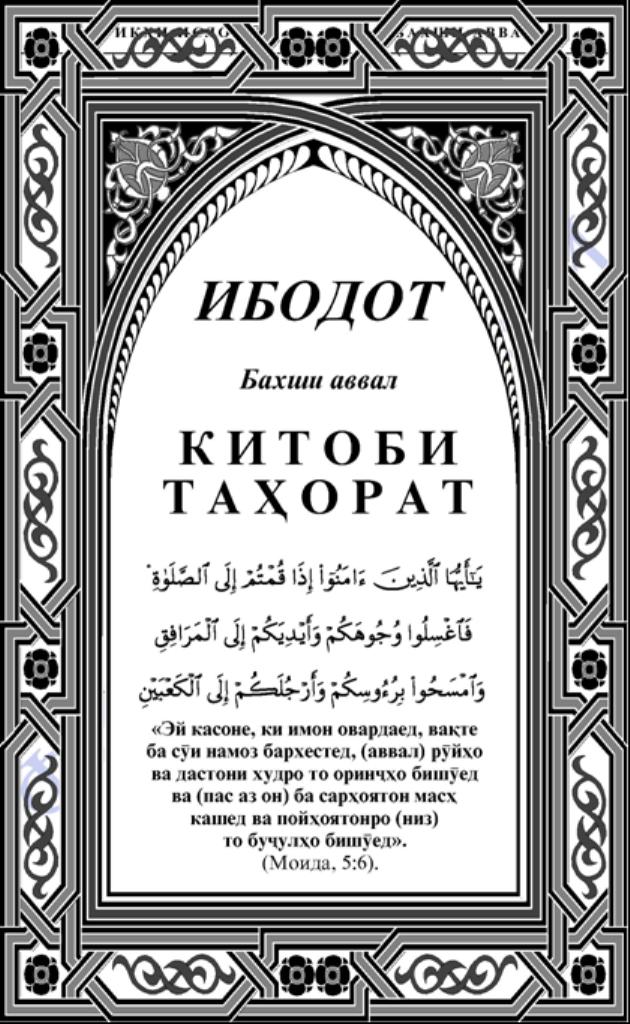 ИБОДОТ
Бахши аввал
КИТОБИ
ТАҲОРАТ
يَـٰٓأَيُّهَا ٱلَّذِينَ ءَامَنُوٓا۟ إِذَا قُمْتُمْ إِلَى ٱلصَّلَوٰةِ
فَٱغْسِلُوا۟ وُجُوهَكُمْ وَأَيْدِيَكُمْ إِلَى ٱلْمَرَافِقِ
وَٱمْسَحُوا۟ بِرُءُوسِكُمْ وَأَرْجُلَكُمْ إِلَى ٱلْكَعْبَيْنِ
«Эй касоне, ки имон овардаед, вақте
ба сӯи намоз бархестед, (аввал) рӯйҳо
ва дастони худро то оринҷҳо бишӯед
ва (пас аз он) ба сарҳоятон масҳ
кашед ва пойҳоятонро (низ)
то буҷулҳо бишӯед».
(Моида, 5:6).